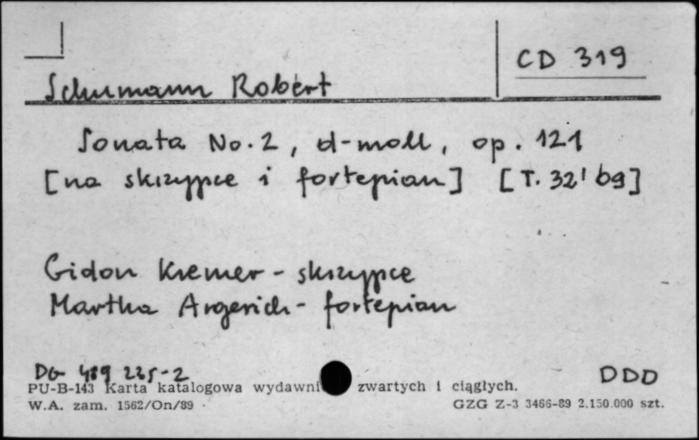 CD 319
Schumann Robert
Sonata No. 2, d-moll, op. 121
[na skrzypce i fortepian] [T. 32'09]
Gidon Kremer - skrzypce
Martha Argerich - fortepian
DG 419 235-2
DDD
PU-B-143 Karta katalogowa wydawni zwartych i ciągłych.
W.A. zam. 1562/On/89
GZG Z-3 3466-89 2.150.000 szt.